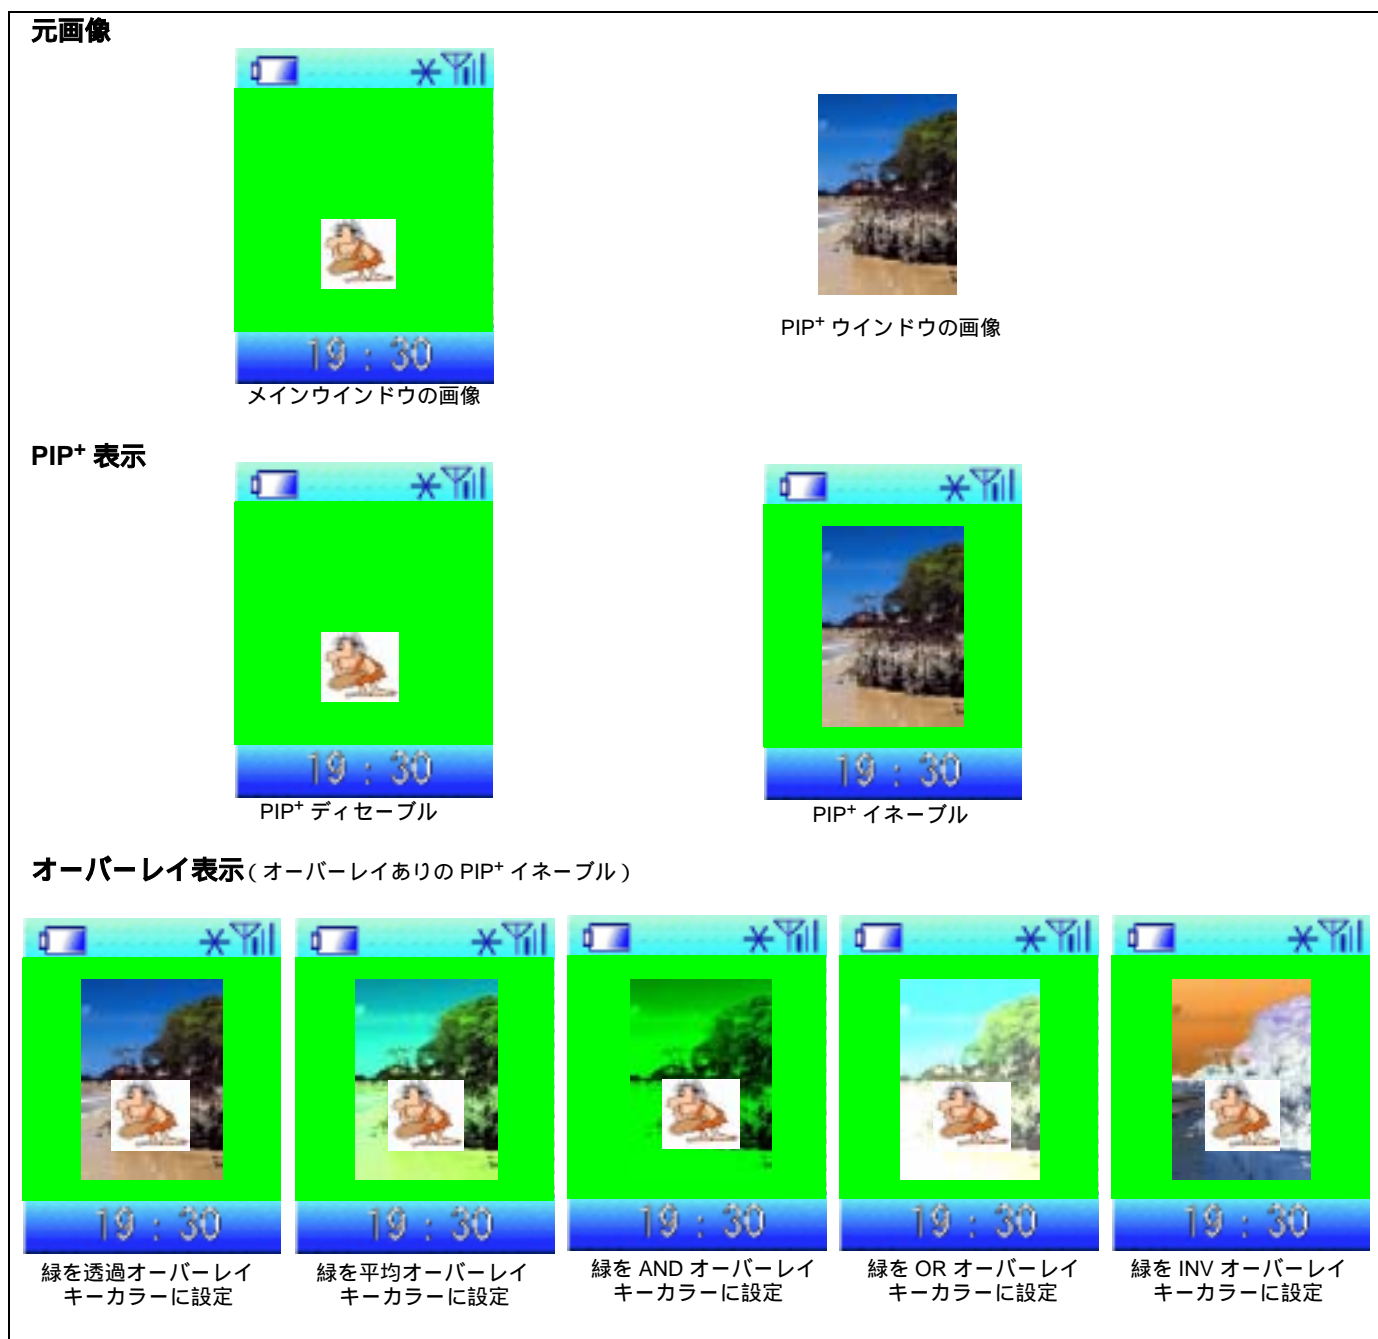 元画像
19 : 30
メインウインドウの画像
PIP+ ウインドウの画像
PIP+ 表示
19 : 30
PIP+ ディセーブル
19 : 30
PIP+ イネーブル
オーバーレイ表示 ( オーバーレイありの PIP+ イネーブル )
19 : 30
19 : 30
19 : 30
19 : 30
19 : 30
緑を透過オーバーレイ
キーカラーに設定
緑を平均オーバーレイ
キーカラーに設定
緑を AND オーバーレイ
キーカラーに設定
緑を OR オーバーレイ
キーカラーに設定
緑を INV オーバーレイ
キーカラーに設定